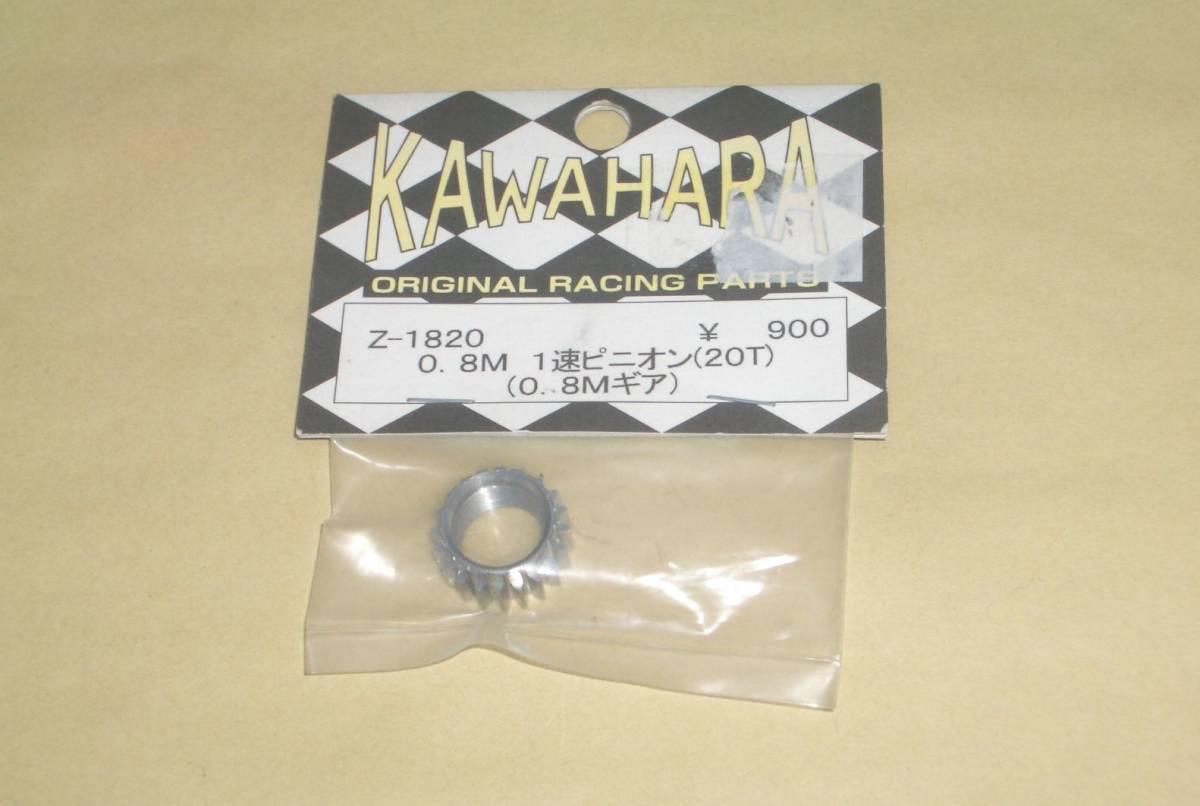 KAWAHARA
ORIGINAL RACING PARTS
Z-1820 ¥ 900
0.8M 1速ピニオン(20T)
(0.8Mギア)